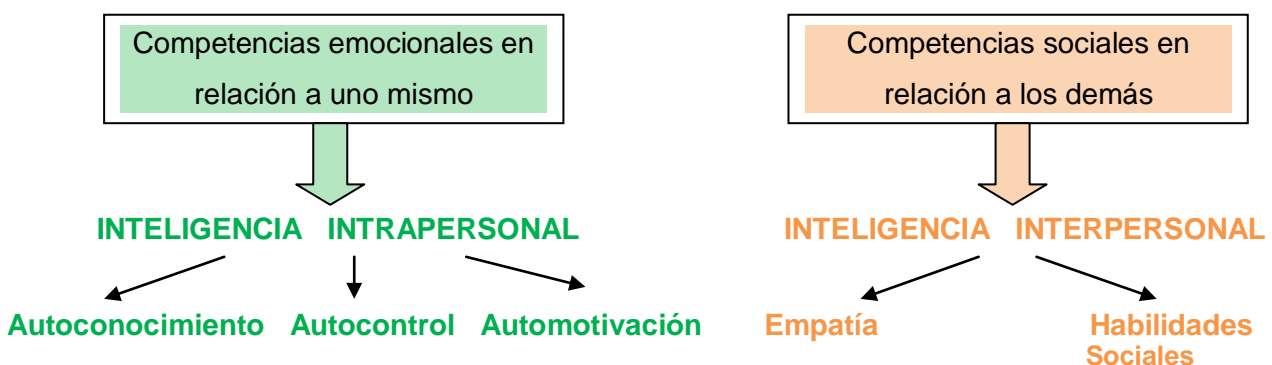 Competencias emocionales en
relación a uno mismo
Competencias sociales en
relación a los demás
INTELIGENCIA INTRAPERSONAL
INTELIGENCIA INTERPERSONAL
Autoconocimiento Autocontrol Automotivación
Empatía
Habilidades
Sociales